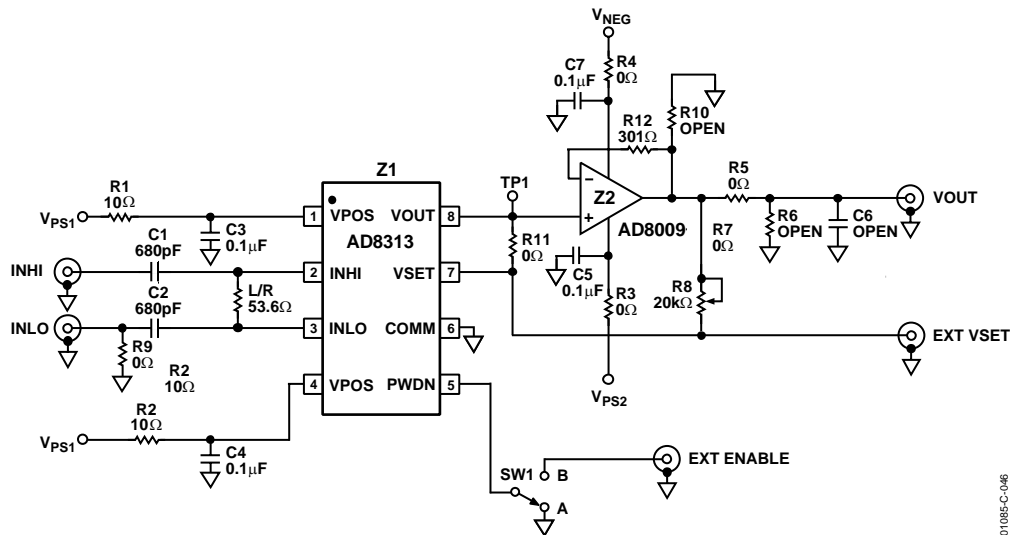 VNEG
C7
0.1μF
R4
0Ω
R10
OPEN
R12
301Ω
Z1
R1
10Ω
TP1
Z2
R5
0Ω
VOUT
VPS1
1
VPOS
VOUT
8
C3
0.1μF
AD8313
R11
0Ω
AD8009
R6
OPEN
C6
OPEN
C1
680pF
INHI
2
INHI
VSET
7
C5
0.1μF
R7
0Ω
L/R
53.6Ω
C2
680pF
R3
0Ω
R8
20kΩ
INLO
3
INLO
COMM
6
EXT VSET
R9
0Ω
R2
10Ω
4
VPOS
PWDN
5
VPS2
R2
10Ω
VPS1
C4
0.1μF
SW1
B
A
EXT ENABLE
01085-C-046